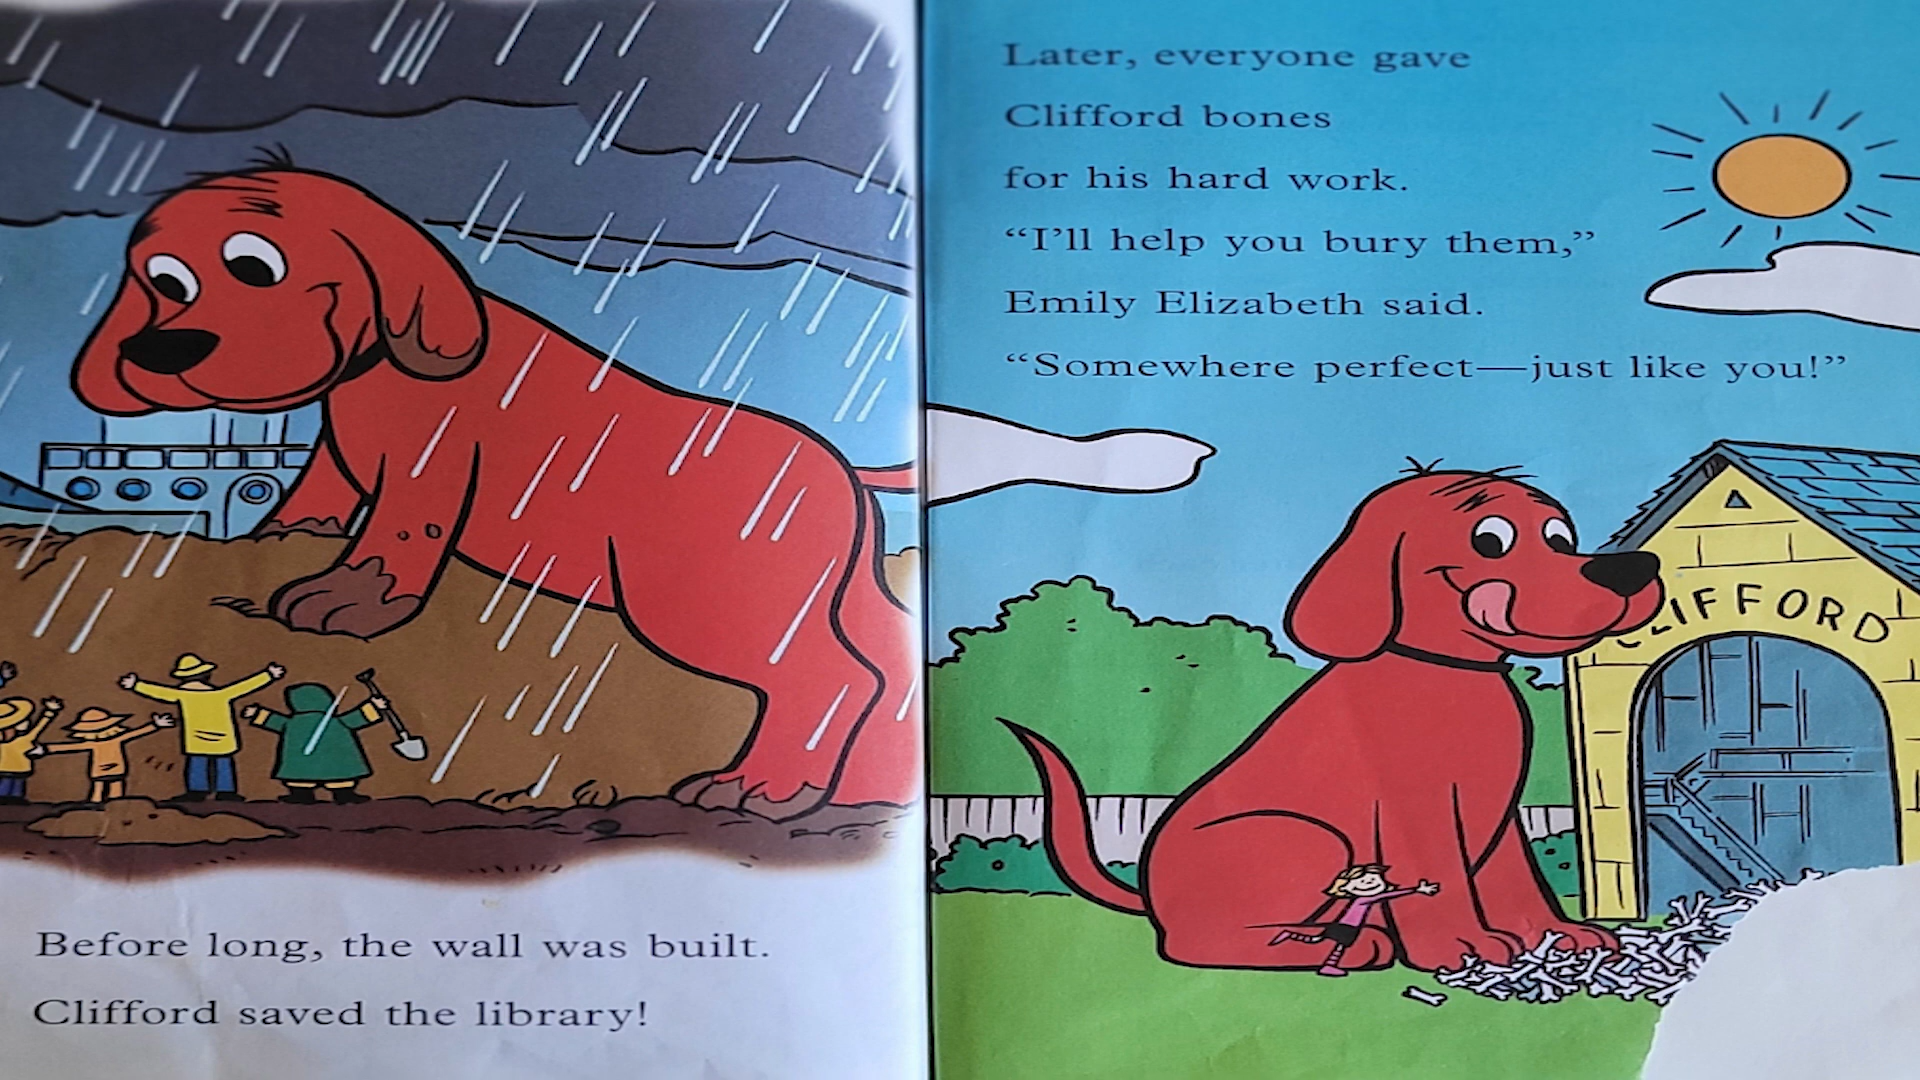 Before long, the wall was built.
Clifford saved the library!
Later, everyone gave
Clifford bones
for his hard work.
“I’ll help you bury them,”
Emily Elizabeth said.
“Somewhere perfect—just like you!”
CLIFFORD